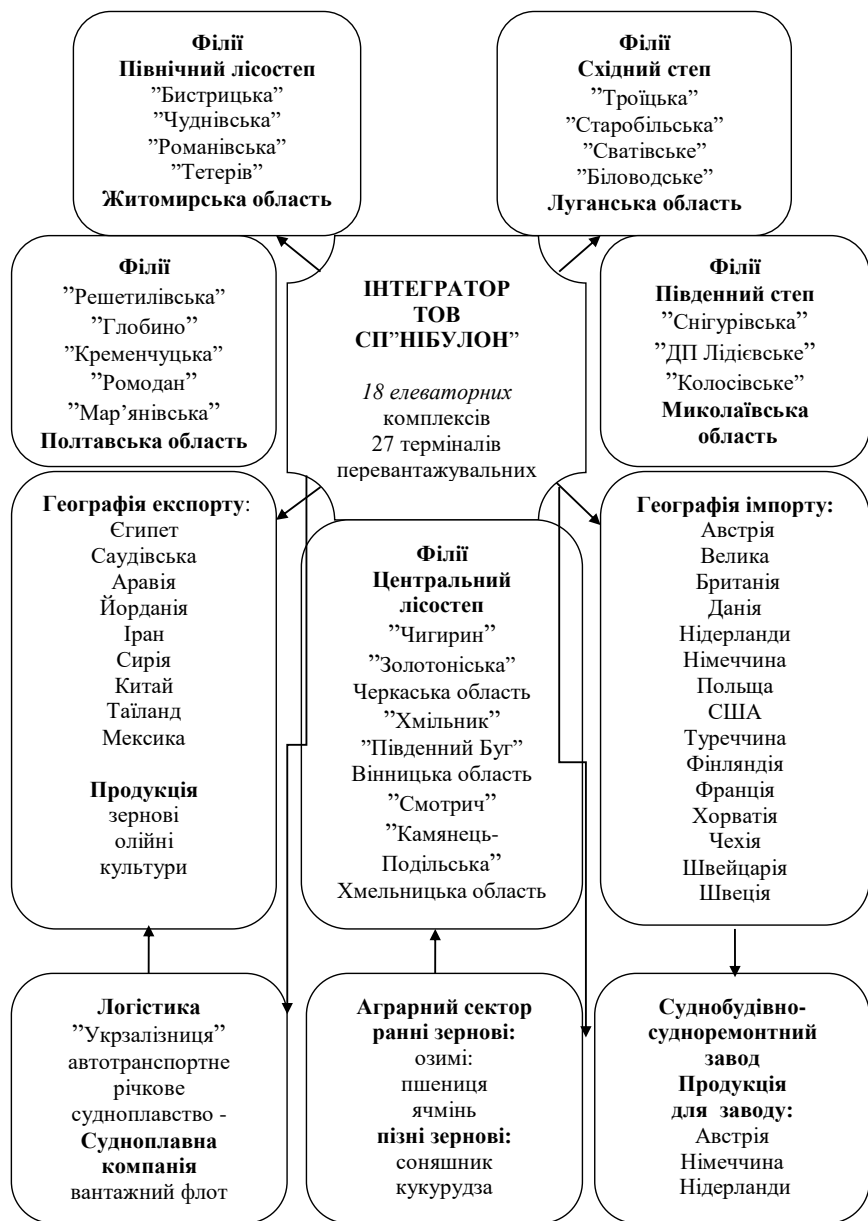 Філії
Північний лісостеп
”Бистрицька”
”Чуднівська”
”Романівська”
”Тетерів”
Житомирська область
Філії
Східний степ
”Троїцька”
”Старобільська”
”Сватівське”
”Біловодське”
Луганська область
Філії
”Решетилівська”
”Глобино”
”Кременчуцька”
”Ромодан”
”Мар’янівська”
Полтавська область
ІНТЕГРАТОР
ТОВ
СП”НІБУЛОН”
18 елеваторних
комплексів
27 терміналів
перевантажувальних
Філії
Південний степ
”Снігурівська”
”ДП Лідієвське”
”Колосівське”
Миколаївська
область
Географія експорту:
Єгипет
Саудівська
Аравія
Йорданія
Іран
Сирія
Китай
Таїланд
Мексика
Продукція
зернові
олійні
культури
Філії
Центрального
лісостеп
”Чигирин”
”Золотоніська”
Черкаська область
”Хмільник”
”Південний Буг”
Вінницька область
”Смотрич”
”Камянець-
Подільська”
Хмельницька область
Географія імпорту:
Австрія
Велика
Британія
Данія
Нідерланди
Німеччина
Польща
США
Туреччина
Фінляндія
Франція
Хорватія
Чехія
Швейцарія
Швеція
Логістика
”Укрзалізниця”
автотранспортне
річкове
судноплавство -
Судноплавна
компанія
вантажний флот
Аграрний сектор
ранні зернові:
озимі:
пшениця
ячмінь
пізні зернові:
соняшник
кукурудза
Суднобудівно-
судноремонтний
завод
Продукція
для заводу:
Австрія
Німеччина
Нідерланди